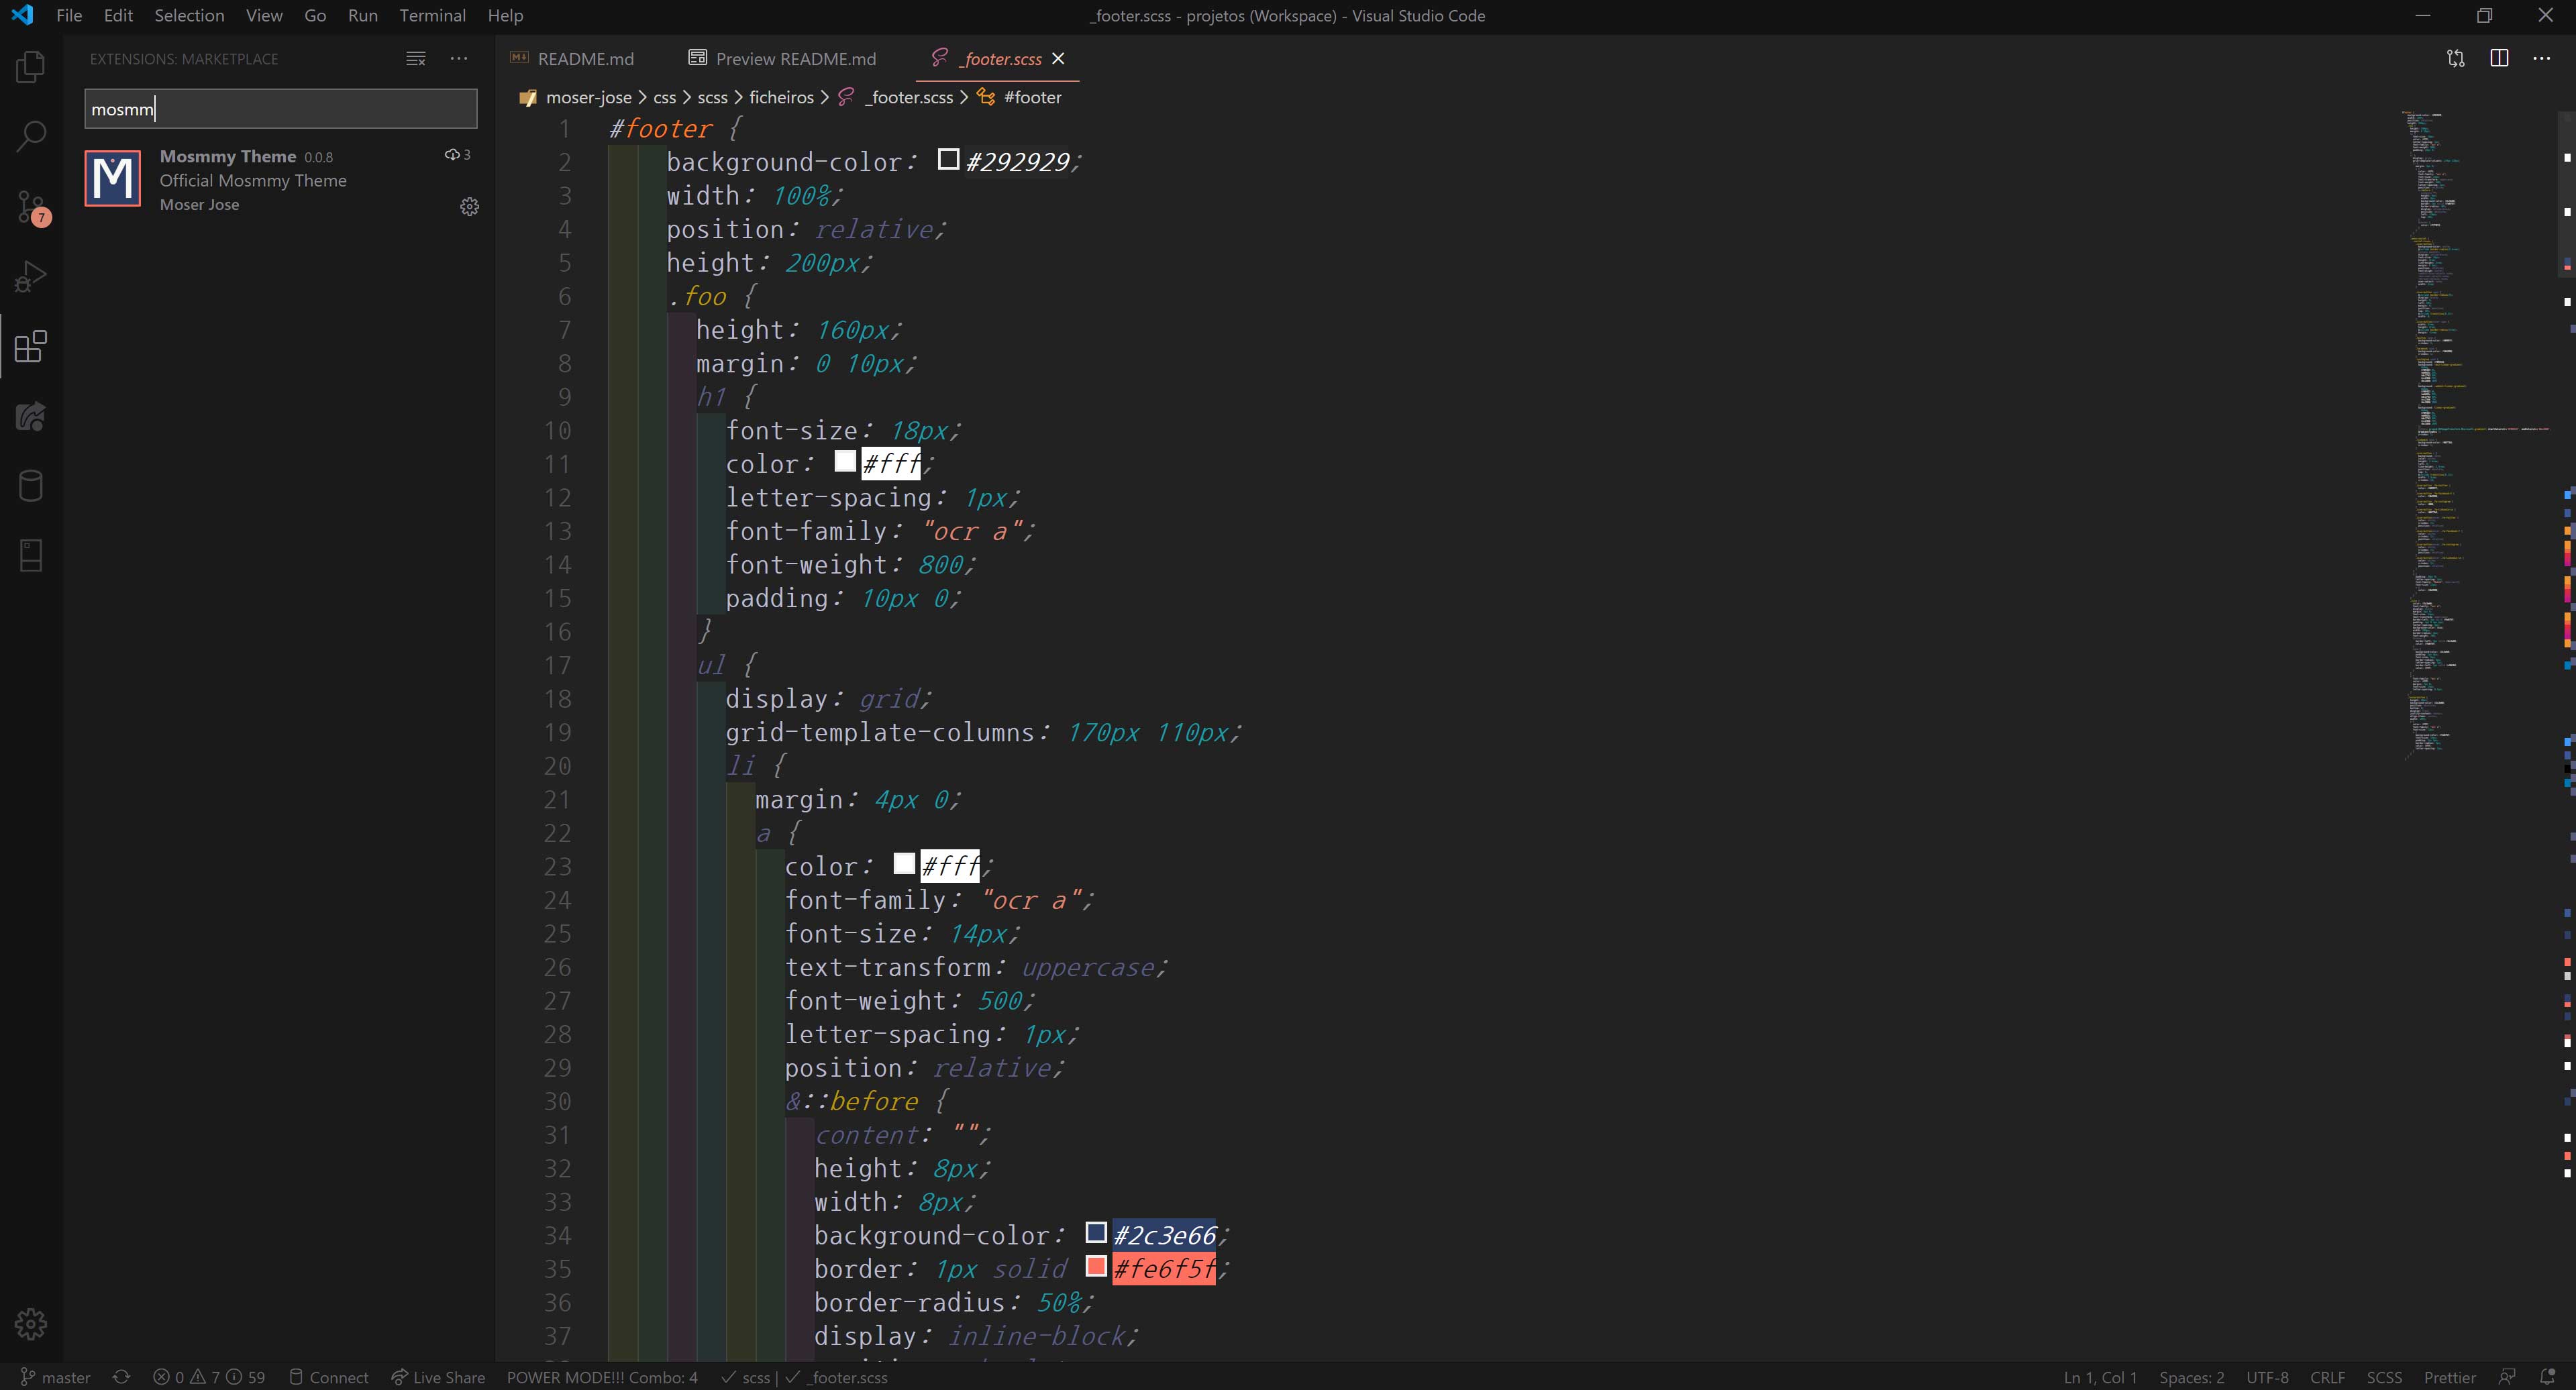 File Edit Selection View Go Run Terminal Help
_footer.scss - projetos (Workspace) - Visual Studio Code
EXTENSIONS: MARKETPLACE
mosmm
M
Mosmmy Theme 0.0.8 3
Official Mosmmy Theme
Moser Jose
7
README.md Preview README.md _footer.scss
moser-jose > css > scss > ficheiros > _footer.scss > #footer
1 #footer {
2 background-color: #292929;
3 width: 100%;
4 position: relative;
5 height: 200px;
6 .foo {
7 height: 160px;
8 margin: 0 10px;
9 h1 {
10 font-size: 18px;
11 color: #fff;
12 letter-spacing: 1px;
13 font-family: "ocr a";
14 font-weight: 800;
15 padding: 10px 0;
16 }
17 ul {
18 display: grid;
19 grid-template-columns: 170px 110px;
20 li {
21 margin: 4px 0;
22 a {
23 color: #fff;
24 font-family: "ocr a";
25 font-size: 14px;
26 text-transform: uppercase;
27 font-weight: 500;
28 letter-spacing: 1px;
29 position: relative;
30 &::before {
31 content: "";
32 height: 8px;
33 width: 8px;
34 background-color: #2c3e66;
35 border: 1px solid #fe6f5f;
36 border-radius: 50%;
37 display: inline-block;
master 0 7 59 Connect Live Share POWER MODE!!! Combo: 4 ✓ scss | ✓ _footer.scss
Ln 1, Col 1 Spaces: 2 UTF-8 CRLF SCSS Prettier